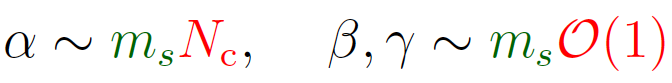 α ∼ m_s N_c,  β, γ ∼ m_s 𝒪(1)